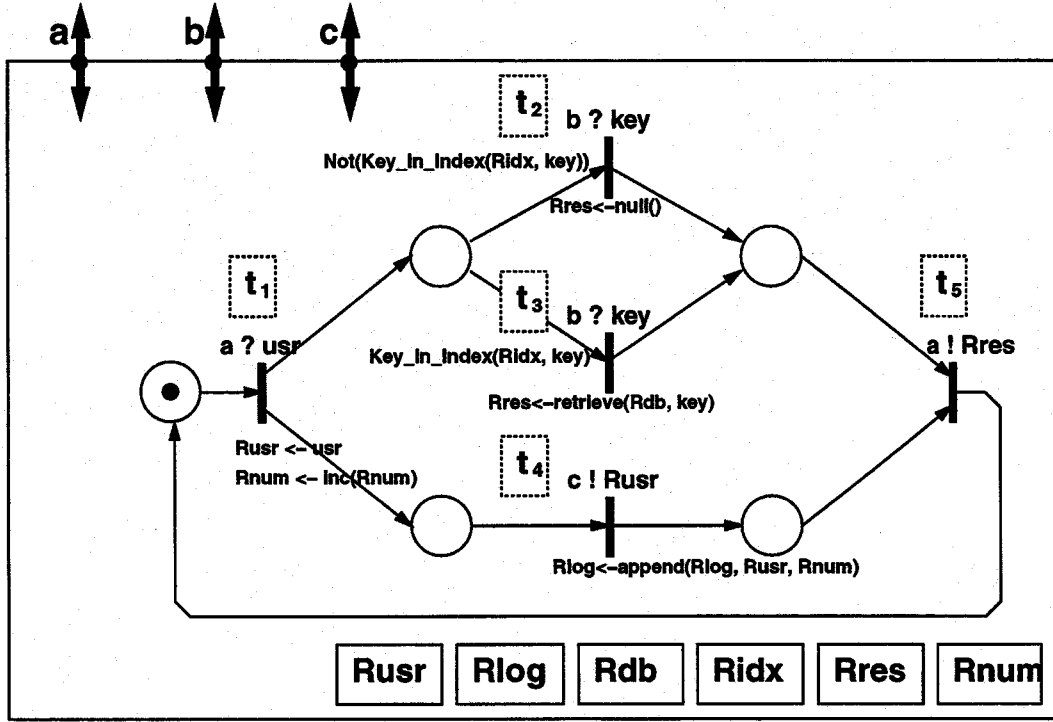 a b c
t2
b ? key
Not(Key_In_Index(Ridx, key))
Rres<-null()
t1
t3
t5
b ? key
a ? usr
a ! Rres
Key_In_Index(Ridx, key)
Rres<-retrieve(Rdb, key)
Rusr <- usr
Rnum <- inc(Rnum)
t4
c ! Rusr
Rlog<-append(Rlog, Rusr, Rnum)
Rusr Rlog Rdb Ridx Rres Rnum